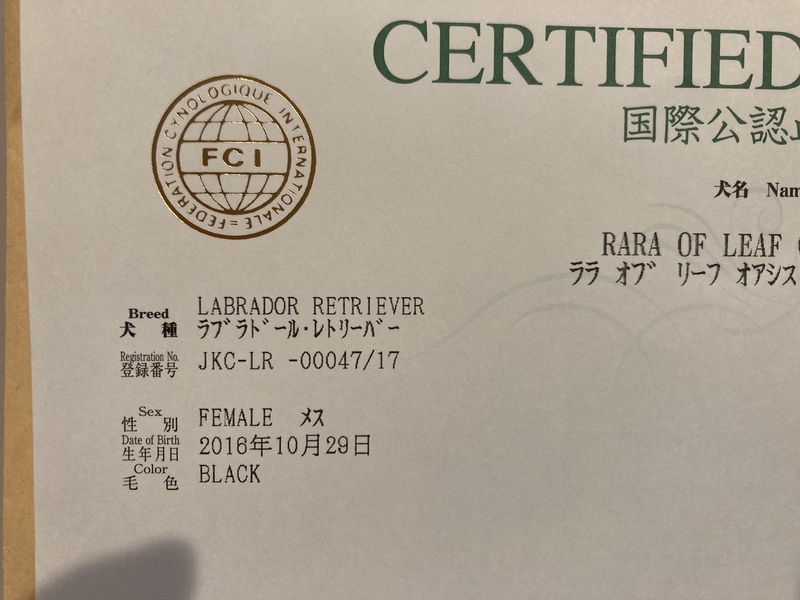 CERTIFIED
国際公認
FEDERATION CYNOLOGIQUE INTERNATIONALE
FCI
犬名
RARA OF LEAF
ララ オブ リーフ オアシス
Breed LABRADOR RETRIEVER
犬種 ラブラドール・レトリーバー
Registration No.
登録番号 JKC-LR -00047/17
Sex
性別 FEMALE メス
Date of Birth
生年月日 2016年10月29日
Color
毛色 BLACK